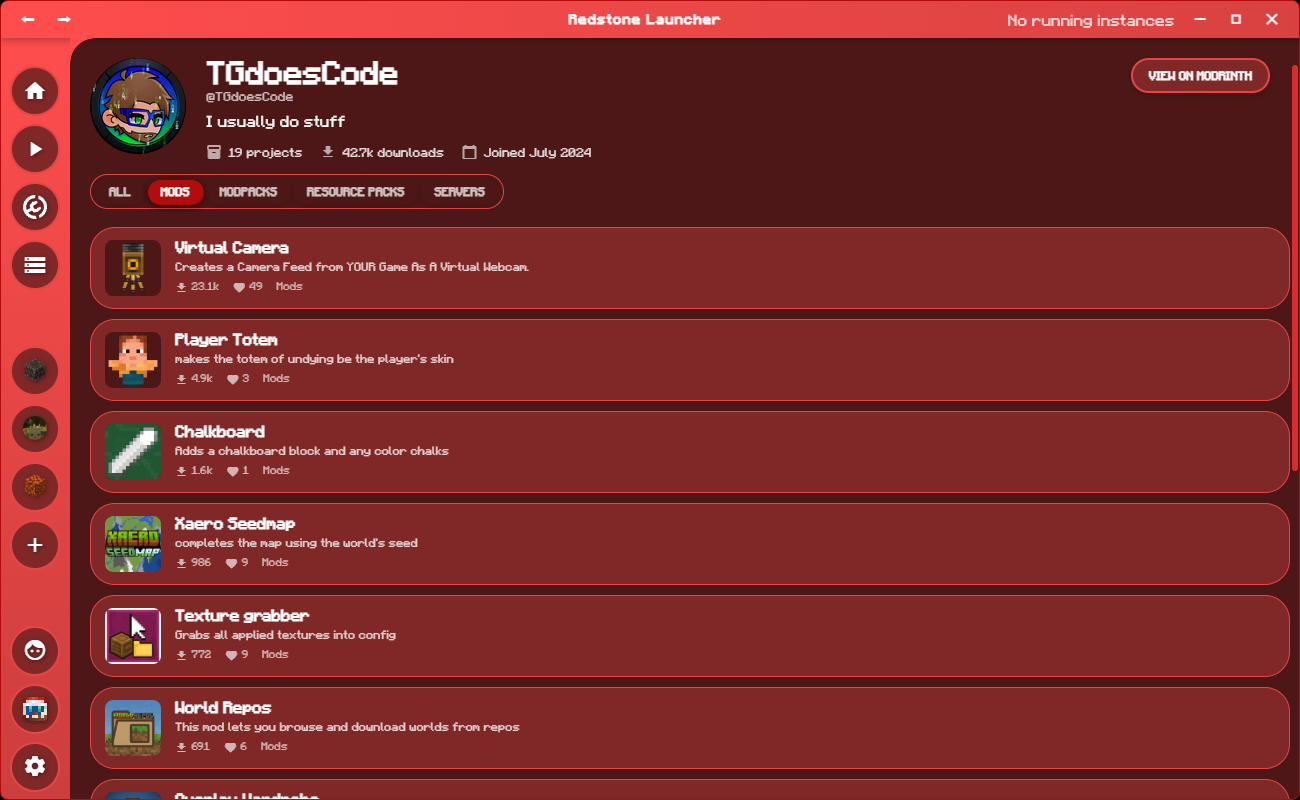 Redstone Launcher
No running instances
TGdoesCode
@TGdoesCode
I usually do stuff
19 projects 42.7k downloads Joined July 2024
VIEW ON MODRINTH
ALL MODS MODPACKS RESOURCE PACKS SERVERS
Virtual Camera
Creates a Camera Feed from YOUR Game As A Virtual Webcam.
23.1k 49 Mods
Player Totem
makes the totem of undying be the player's skin
4.9k 3 Mods
Chalkboard
Adds a chalkboard block and any color chalks
1.6k 1 Mods
XAERO
SEEDMAP
Xaero Seedmap
completes the map using the world's seed
986 9 Mods
Texture grabber
Grabs all applied textures into config
772 9 Mods
World Repos
This mod lets you browse and download worlds from repos
691 6 Mods